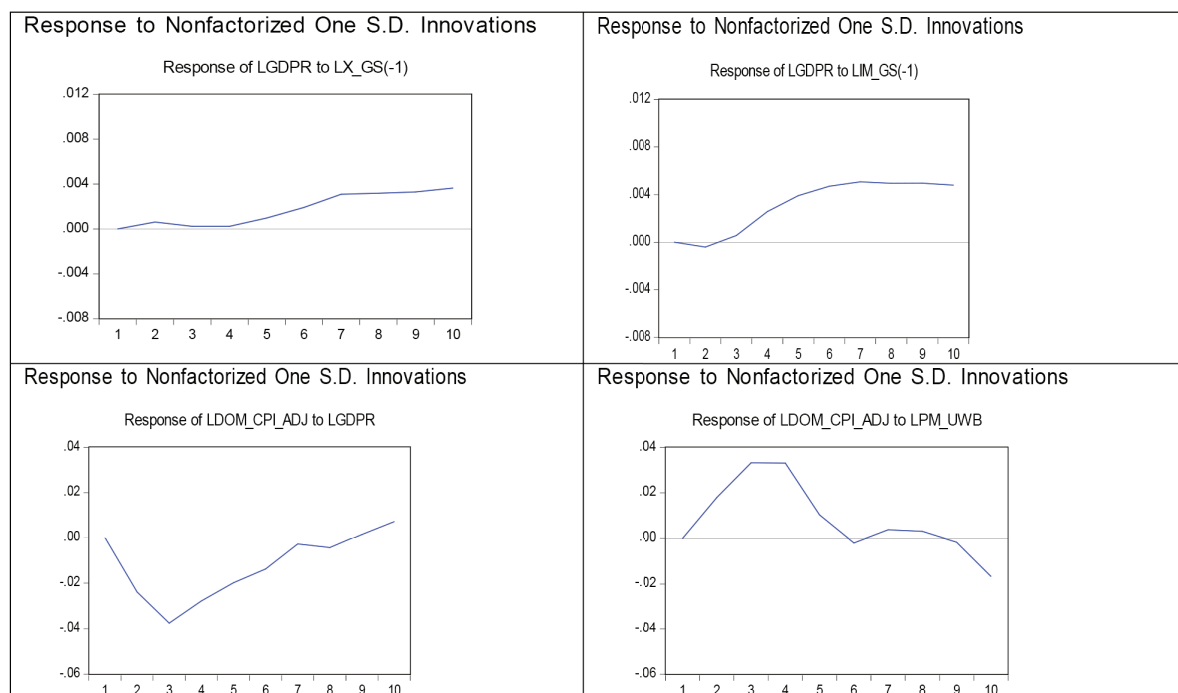 Response to Nonfactorized One S.D. Innovations
Response of LGDPR to LX_GS(-1)
.012
.008
.004
.000
-.004
-.008
1 2 3 4 5 6 7 8 9 10
Response to Nonfactorized One S.D. Innovations
Response of LGDPR to LIM_GS(-1)
.012
.008
.004
.000
-.004
-.008
1 2 3 4 5 6 7 8 9 10
Response to Nonfactorized One S.D. Innovations
Response of LDOM_CPI_ADJ to LGDPR
.04
.02
.00
-.02
-.04
-.06
1 2 3 4 5 6 7 8 9 10
Response to Nonfactorized One S.D. Innovations
Response of LDOM_CPI_ADJ to LPM_UWB
.04
.02
.00
-.02
-.04
-.06
1 2 3 4 5 6 7 8 9 10